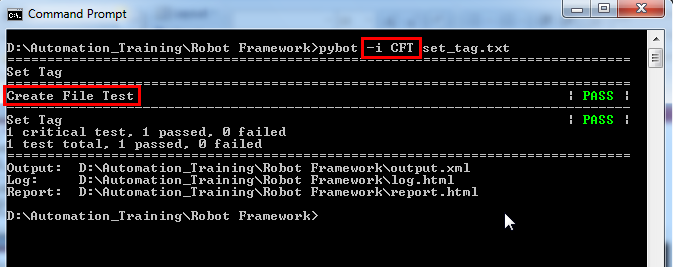 Command Prompt
D:\Automation_Training\Robot Framework>pybot -i CFT set_tag.txt
==============================================================================
Set Tag
==============================================================================
Create File Test | PASS |
------------------------------------------------------------------------------
Set Tag | PASS |
1 critical test, 1 passed, 0 failed
1 test total, 1 passed, 0 failed
==============================================================================
Output: D:\Automation_Training\Robot Framework\output.xml
Log: D:\Automation_Training\Robot Framework\log.html
Report: D:\Automation_Training\Robot Framework\report.html
D:\Automation_Training\Robot Framework>